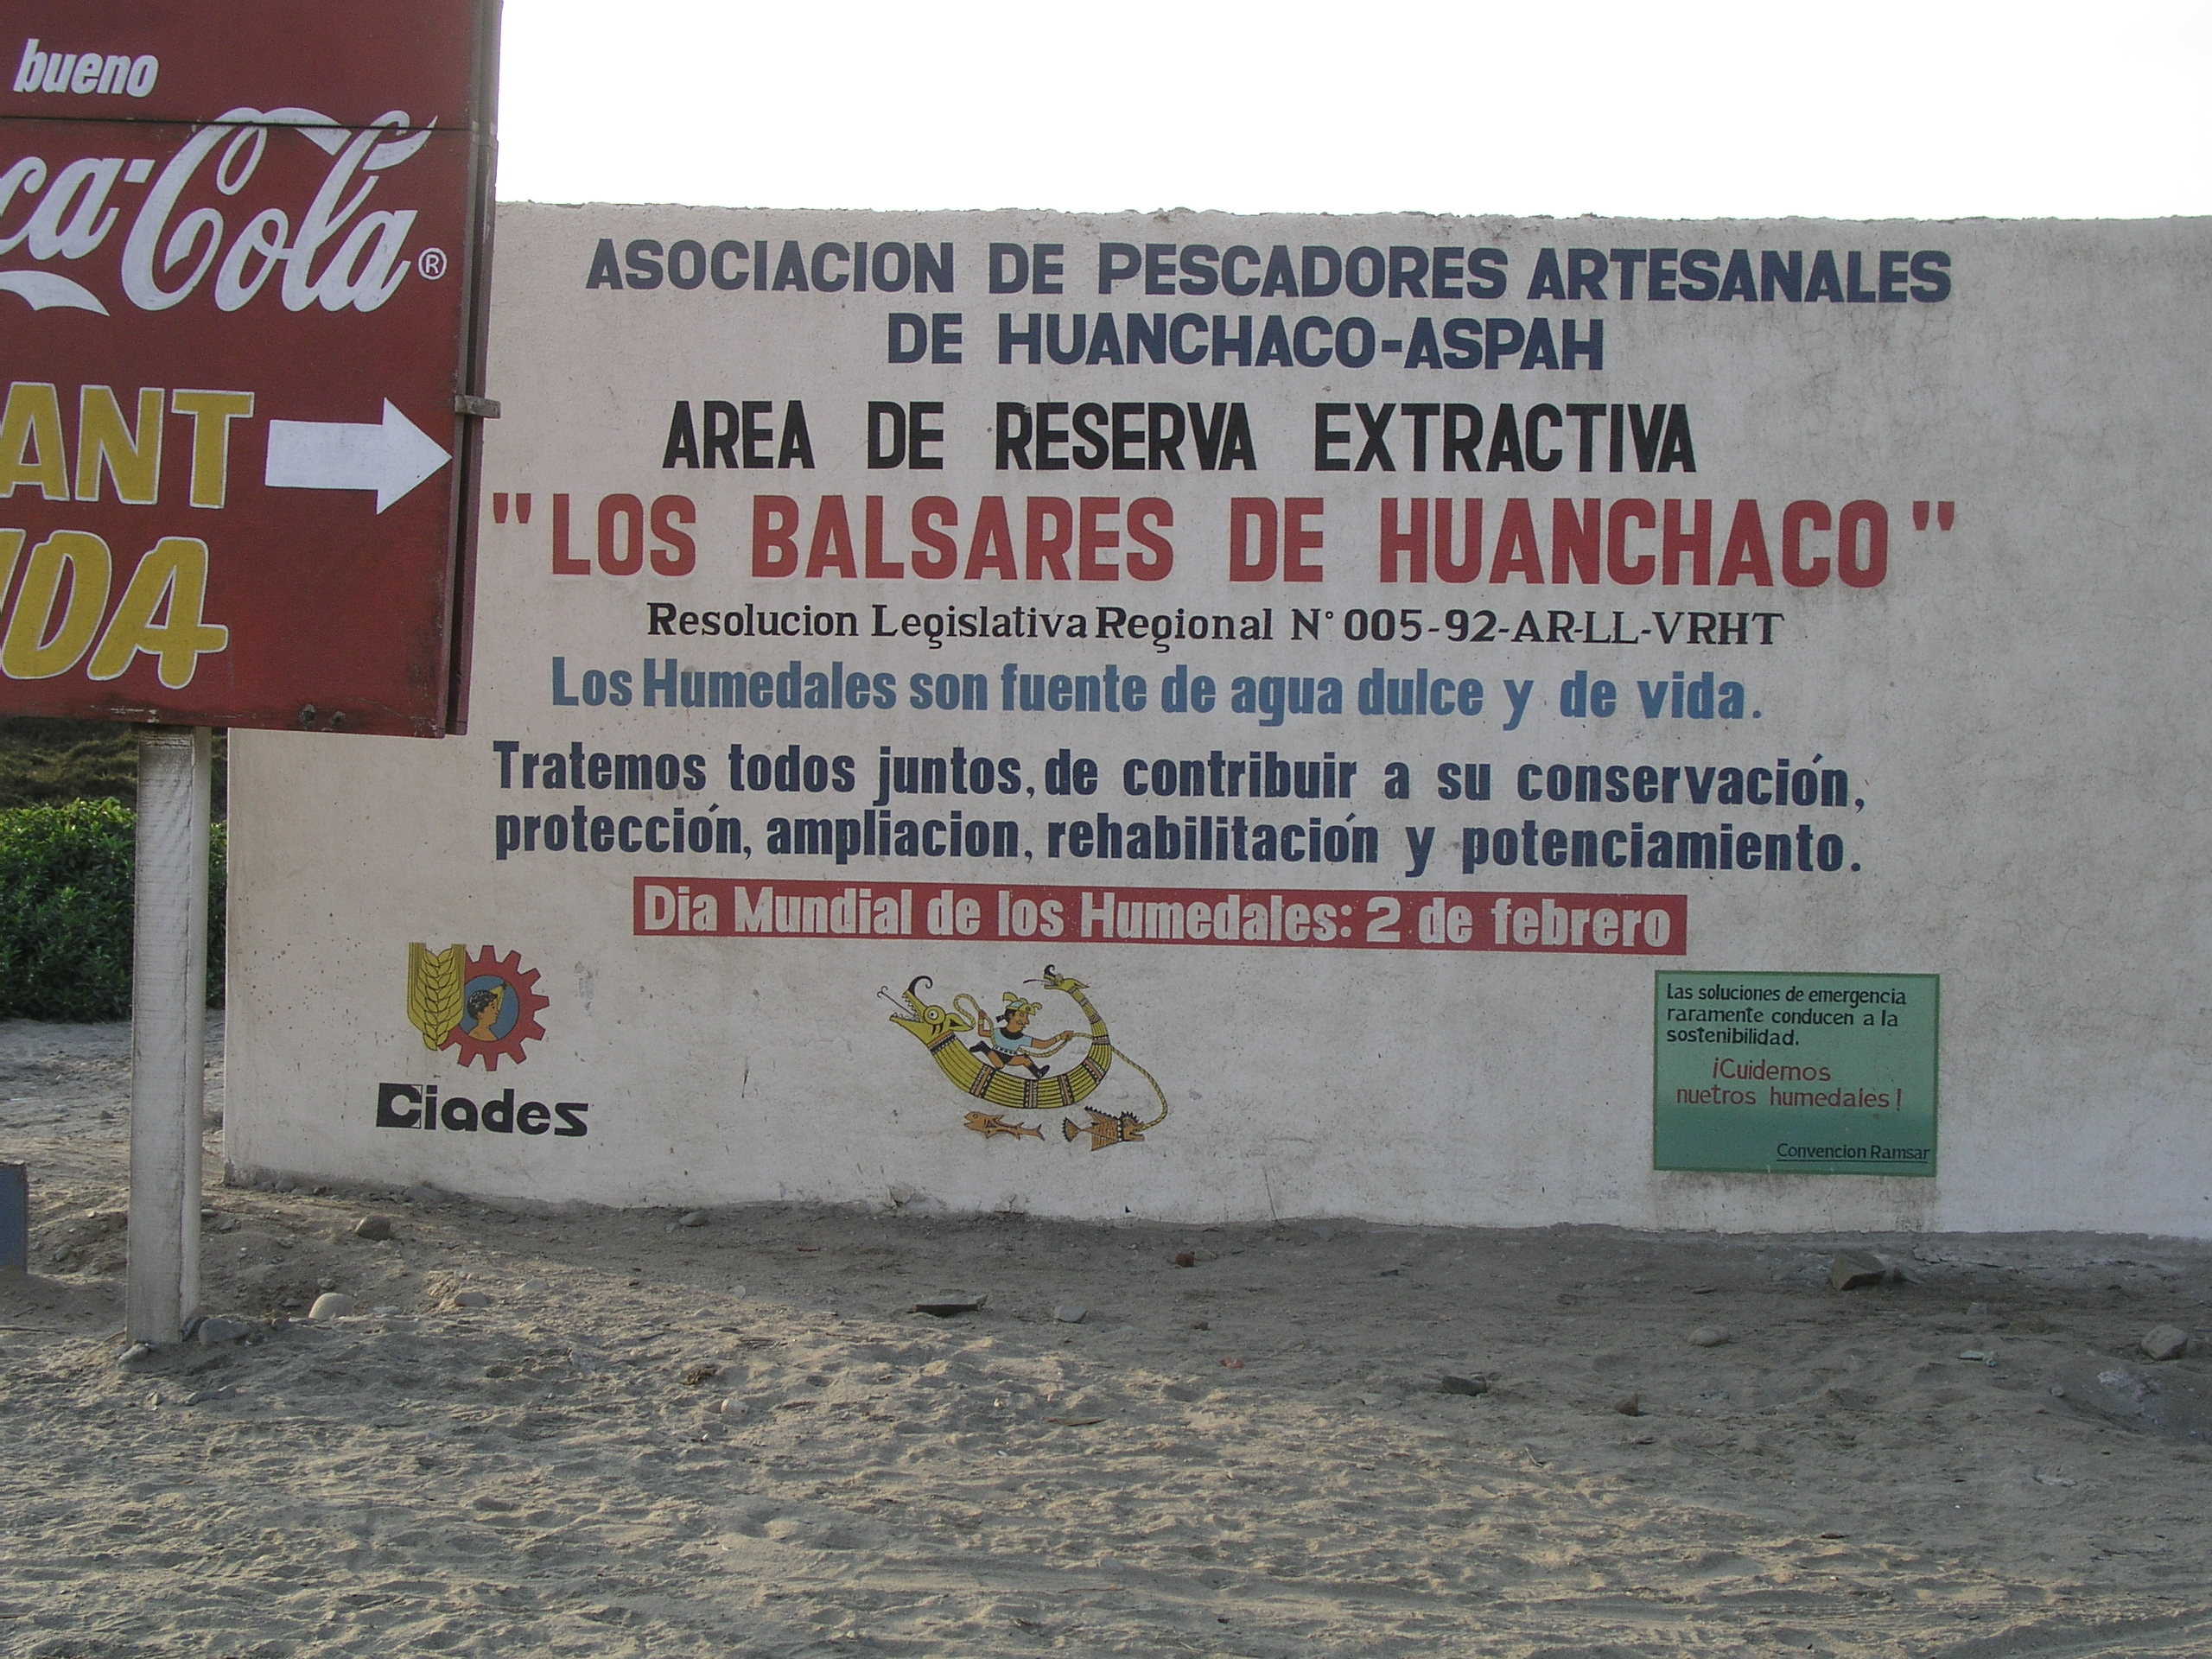 bueno
ca-Cola®
ANT
DA
ASOCIACION DE PESCADORES ARTESANALES
DE HUANCHACO-ASPAH
AREA DE RESERVA EXTRACTIVA
"LOS BALSARES DE HUANCHACO"
Resolucion Legislativa Regional N° 005-92-AR-LL-VRHT
Los Humedales son fuente de agua dulce y de vida.
Tratemos todos juntos, de contribuir a su conservación,
protección, ampliacion, rehabilitación y potenciamiento.
Dia Mundial de los Humedales: 2 de febrero
Ciades
Las soluciones de emergencia
raramente conducen a la
sostenibilidad.
¡Cuidemos
nuetros humedales!
Convencion Ramsar